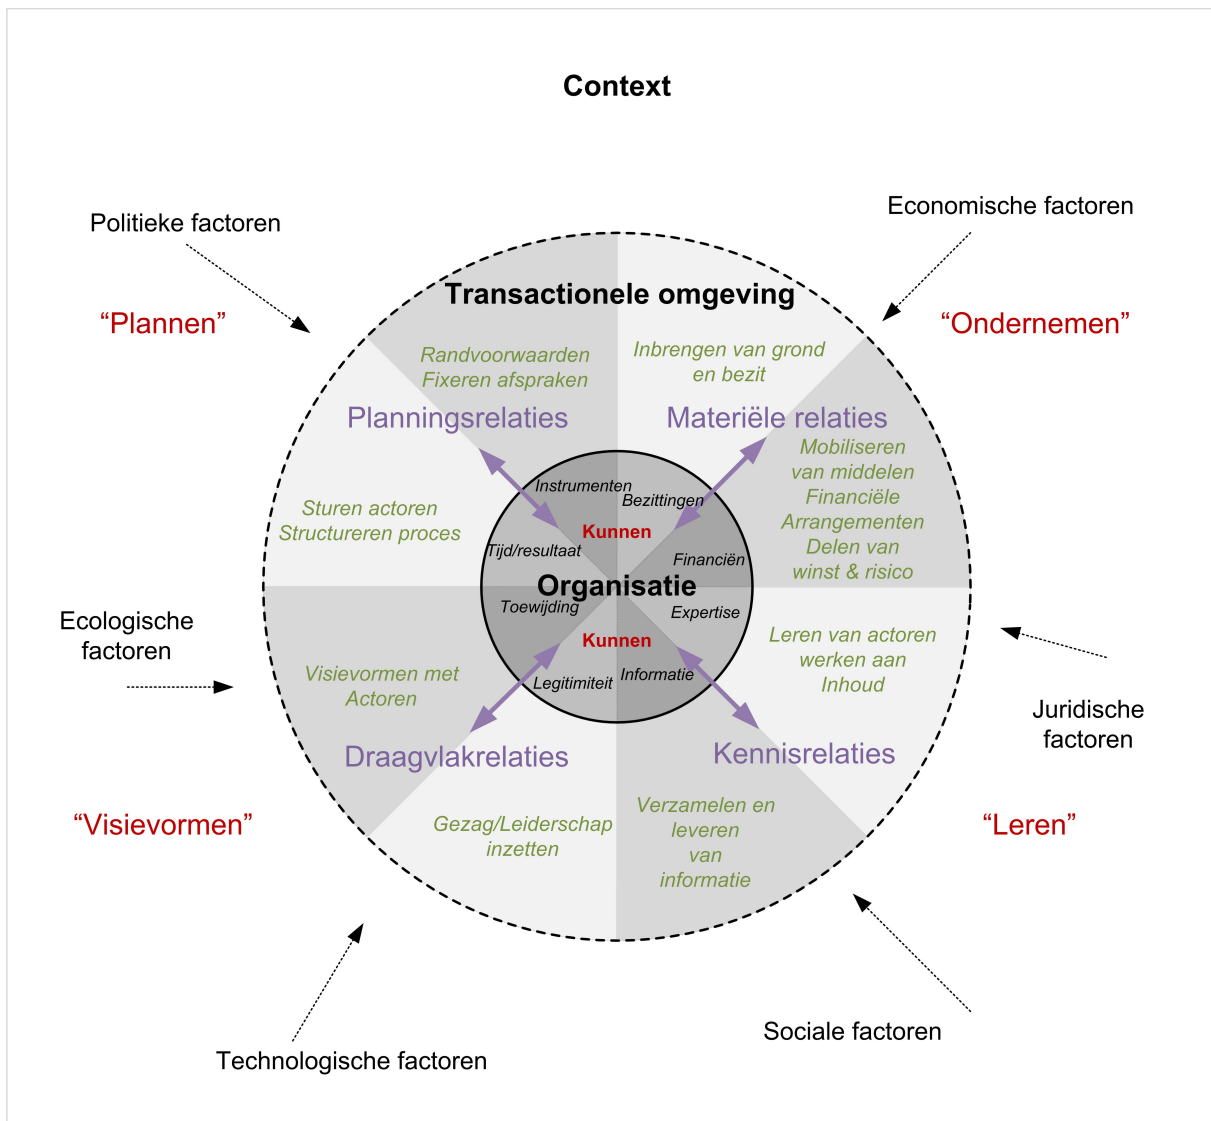 Context
Politieke factoren
Economische factoren
“Plannen”
Transactionele omgeving
“Ondernemen”
Randvoorwaarden
Fixeren afspraken
Inbrengen van grond
en bezit
Planningsrelaties
Materiële relaties
Mobiliseren
van middelen
Financiële
Arrangementen
Delen van
winst & risico
Sturen actoren
Structureren proces
Instrumenten
Bezittingen
Kunnen
Tijd/resultaat
Financiën
Organisatie
Toewijding
Expertise
Kunnen
Legitimiteit
Informatie
Ecologische
factoren
Visievormen met
Actoren
Leren van actoren
werken aan
Inhoud
Juridische
factoren
Draagvlakrelaties
Kennisrelaties
“Visievormen”
Gezag/Leiderschap
inzetten
Verzamelen en
leveren
van
informatie
“Leren”
Technologische factoren
Sociale factoren